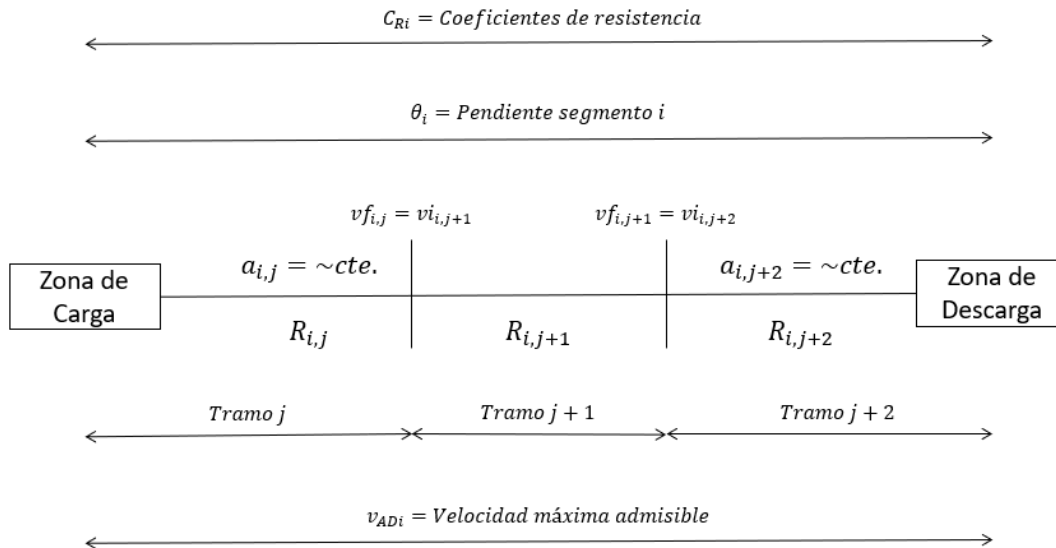 C_{Ri} = Coeficientes de resistencia
θ_i = Pendiente segmento i
vf_{i,j} = vi_{i,j+1}
vf_{i,j+1} = vi_{i,j+2}
a_{i,j} = ~cte.
a_{i,j+2} = ~cte.
Zona de
Carga
Zona de
Descarga
R_{i,j}
R_{i,j+1}
R_{i,j+2}
Tramo j
Tramo j + 1
Tramo j + 2
v_{ADi} = Velocidad máxima admisible